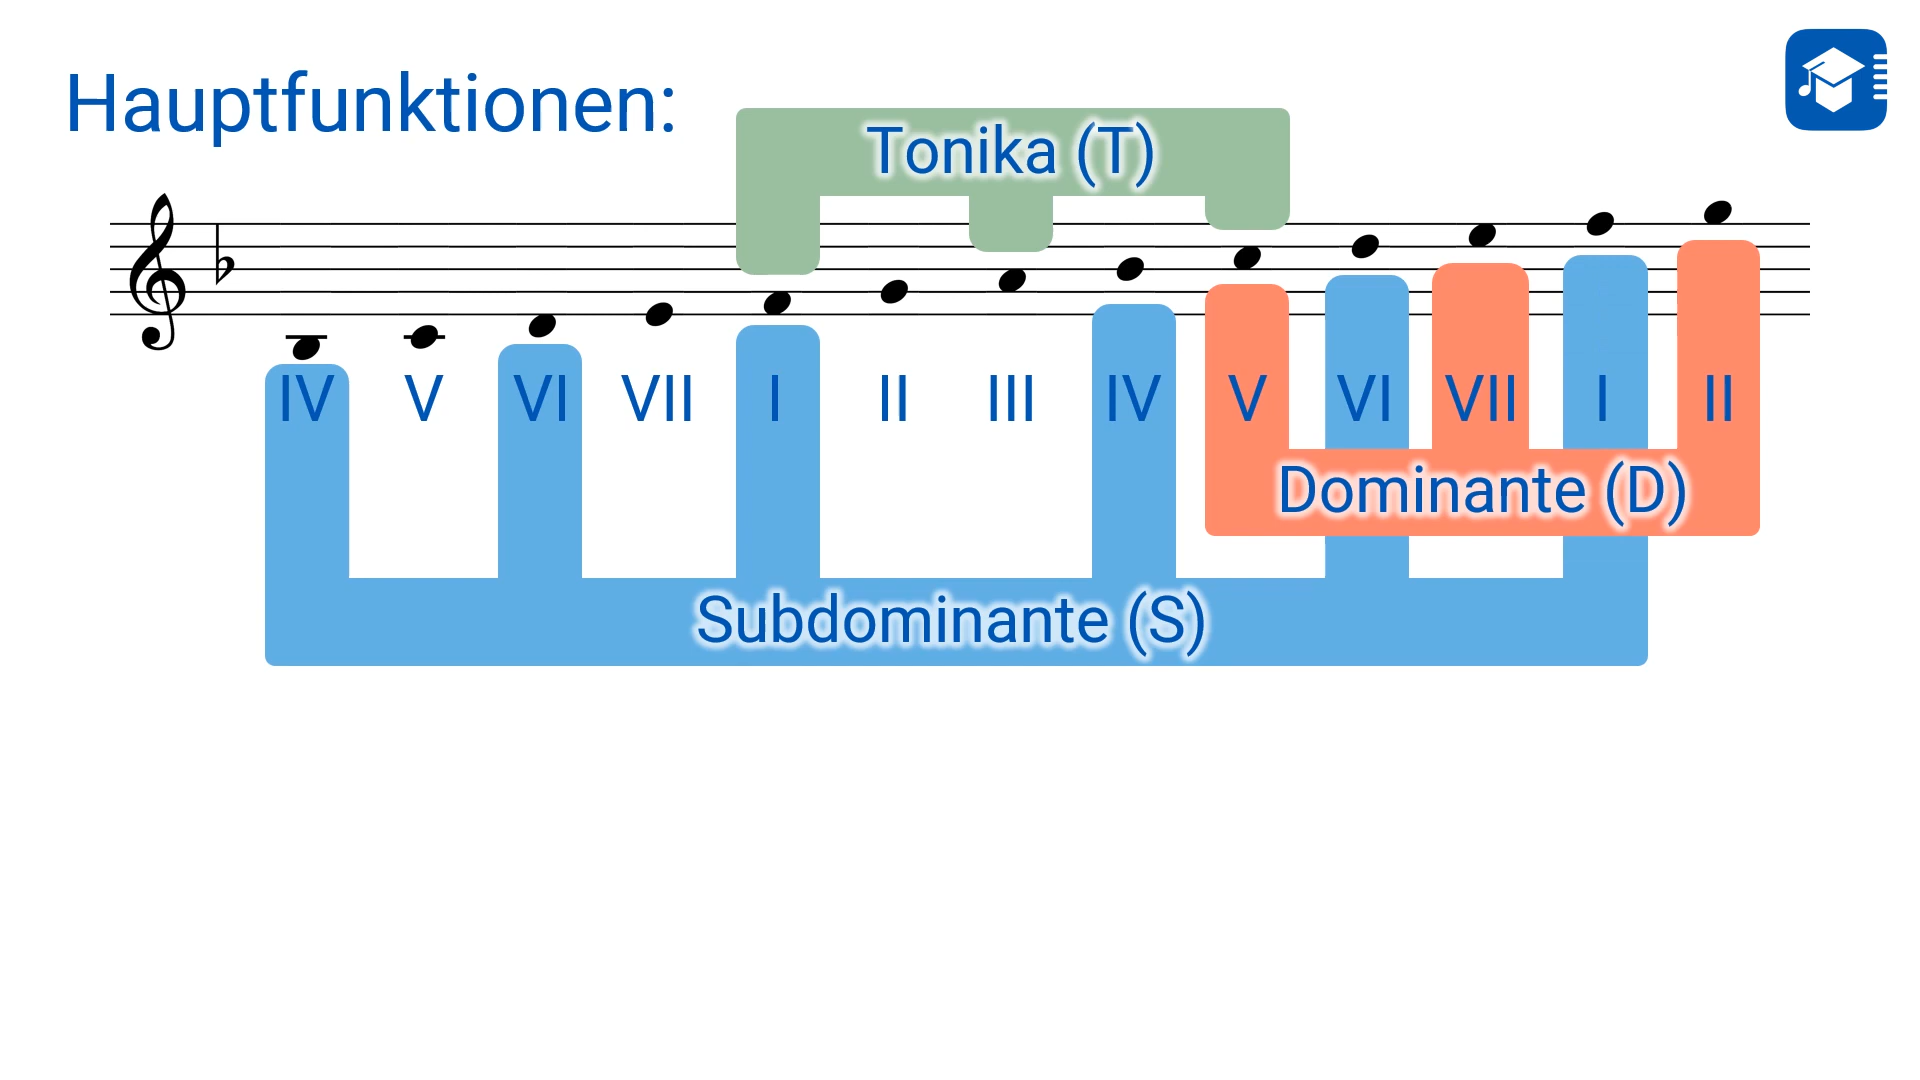 Hauptfunktionen:
Tonika (T)
IV V VI VII I II III IV V VI VII I II
Dominante (D)
Subdominante (S)